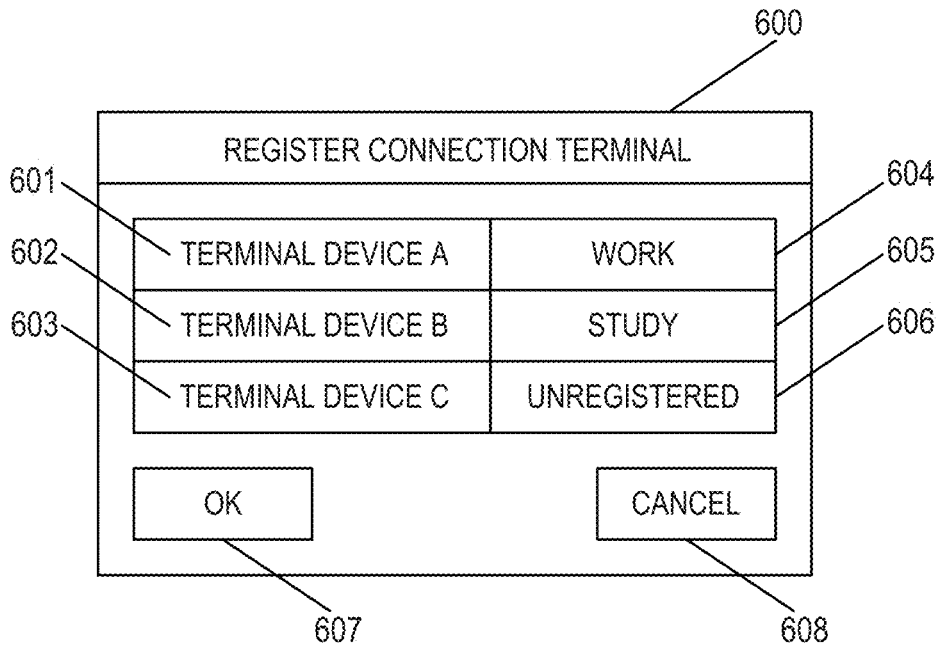 600
REGISTER CONNECTION TERMINAL
601
604
TERMINAL DEVICE A
WORK
602
605
TERMINAL DEVICE B
STUDY
603
606
TERMINAL DEVICE C
UNREGISTERED
OK
CANCEL
607
608